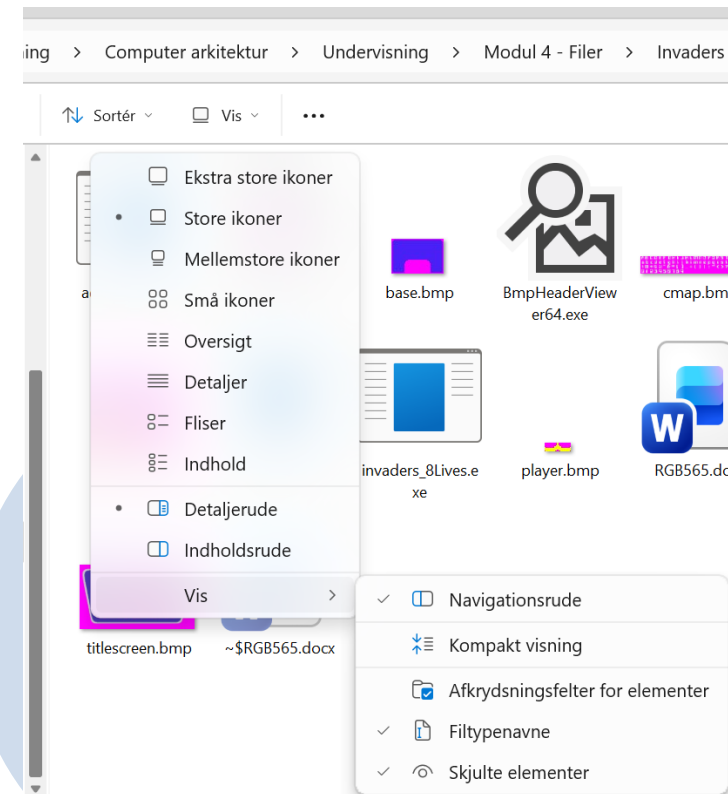 > Computer arkitektur > Undervisning > Modul 4 - Filer > Invaders
Sortér Vis ...
Ekstra store ikoner
Store ikoner
Mellemstore ikoner
Små ikoner
Oversigt
Detaljer
Fliser
Indhold
Detaljerude
Indholdsrude
Vis
Navigationsrude
Kompakt visning
Afkrydsningsfelter for elementer
Filtypenavne
Skjulte elementer
base.bmp
BmpHeaderView
er64.exe
cmap.bm
invaders_8Lives.e
xe
player.bmp
W
RGB565.do
titlescreen.bmp
~$RGB565.docx